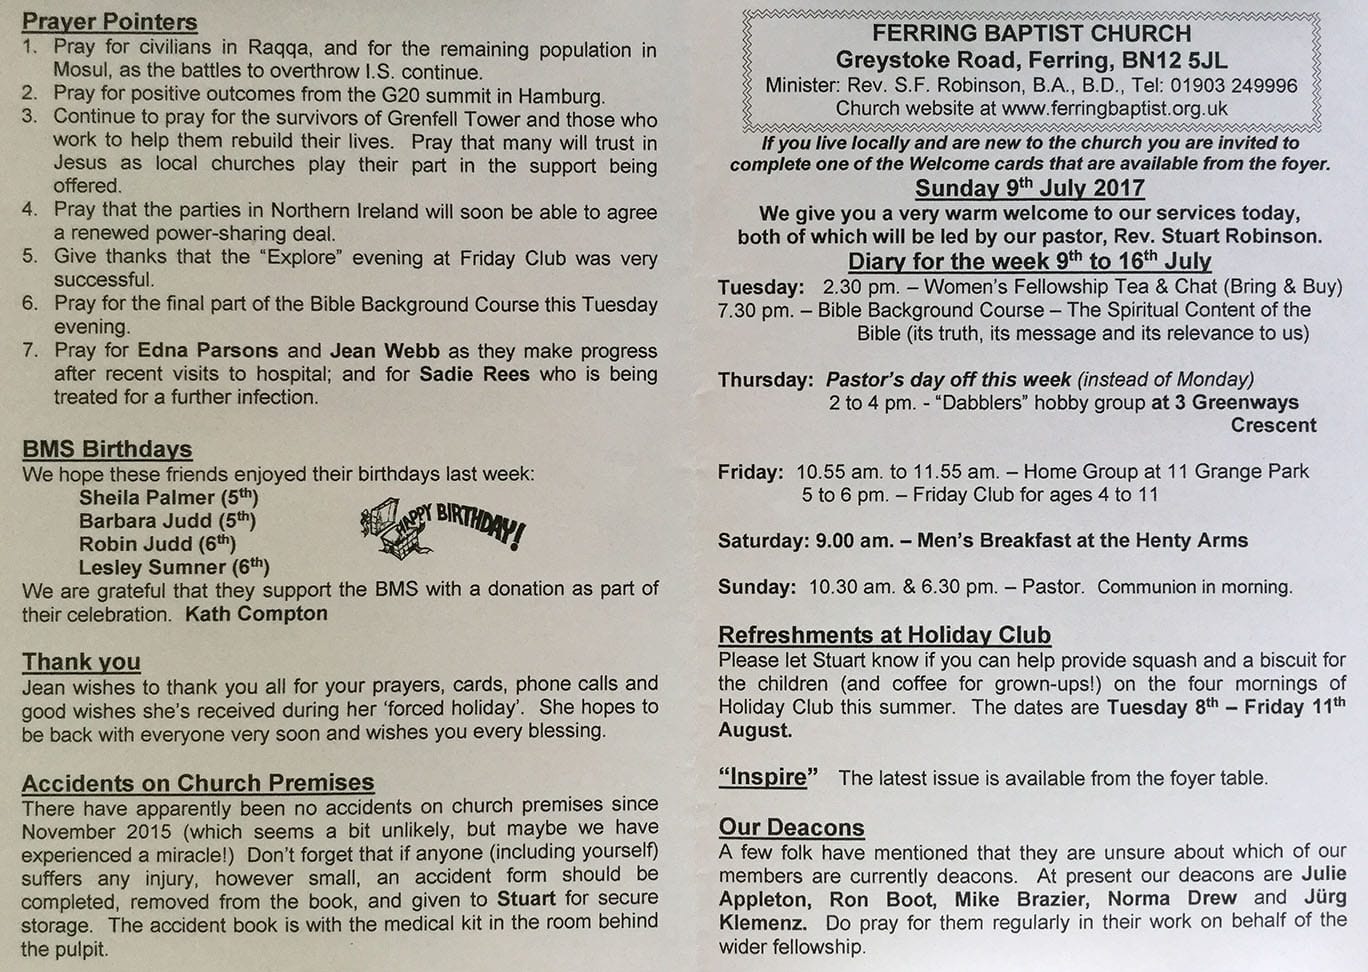 Prayer Pointers
1. Pray for civilians in Raqqa, and for the remaining population in
Mosul, as the battles to overthrow I.S. continue.
2. Pray for positive outcomes from the G20 summit in Hamburg.
3. Continue to pray for the survivors of Grenfell Tower and those who
work to help them rebuild their lives. Pray that many will trust in
Jesus as local churches play their part in the support being
offered.
4. Pray that the parties in Northern Ireland will soon be able to agree
a renewed power-sharing deal.
5. Give thanks that the "Explore" evening at Friday Club was very
successful.
6. Pray for the final part of the Bible Background Course this Tuesday
evening.
7. Pray for Edna Parsons and Jean Webb as they make progress
after recent visits to hospital; and for Sadie Rees who is being
treated for a further infection.
BMS Birthdays
We hope these friends enjoyed their birthdays last week:
Sheila Palmer (5th)
Barbara Judd (5th)
Robin Judd (6th)
Lesley Sumner (6th)
HAPPY BIRTHDAY!
We are grateful that they support the BMS with a donation as part of
their celebration. Kath Compton
Thank you
Jean wishes to thank you all for your prayers, cards, phone calls and
good wishes she's received during her 'forced holiday'. She hopes to
be back with everyone very soon and wishes you every blessing.
Accidents on Church Premises
There have apparently been no accidents on church premises since
November 2015 (which seems a bit unlikely, but maybe we have
experienced a miracle!) Don't forget that if anyone (including yourself)
suffers any injury, however small, an accident form should be
completed, removed from the book, and given to Stuart for secure
storage. The accident book is with the medical kit in the room behind
the pulpit.
FERRING BAPTIST CHURCH
Greystoke Road, Ferring, BN12 5JL
Minister: Rev. S.F. Robinson, B.A., B.D., Tel: 01903 249996
Church website at www.ferringbaptist.org.uk
If you live locally and are new to the church you are invited to
complete one of the Welcome cards that are available from the foyer.
Sunday 9th July 2017
We give you a very warm welcome to our services today,
both of which will be led by our pastor, Rev. Stuart Robinson.
Diary for the week 9th to 16th July
Tuesday: 2.30 pm. – Women's Fellowship Tea & Chat (Bring & Buy)
7.30 pm. – Bible Background Course – The Spiritual Content of the
Bible (its truth, its message and its relevance to us)
Thursday: Pastor's day off this week (instead of Monday)
2 to 4 pm. - "Dabblers" hobby group at 3 Greenways
Crescent
Friday: 10.55 am. to 11.55 am. – Home Group at 11 Grange Park
5 to 6 pm. – Friday Club for ages 4 to 11
Saturday: 9.00 am. – Men's Breakfast at the Henty Arms
Sunday: 10.30 am. & 6.30 pm. – Pastor. Communion in morning.
Refreshments at Holiday Club
Please let Stuart know if you can help provide squash and a biscuit for
the children (and coffee for grown-ups!) on the four mornings of
Holiday Club this summer. The dates are Tuesday 8th – Friday 11th
August.
"Inspire" The latest issue is available from the foyer table.
Our Deacons
A few folk have mentioned that they are unsure about which of our
members are currently deacons. At present our deacons are Julie
Appleton, Ron Boot, Mike Brazier, Norma Drew and Jürg
Klemenz. Do pray for them regularly in their work on behalf of the
wider fellowship.